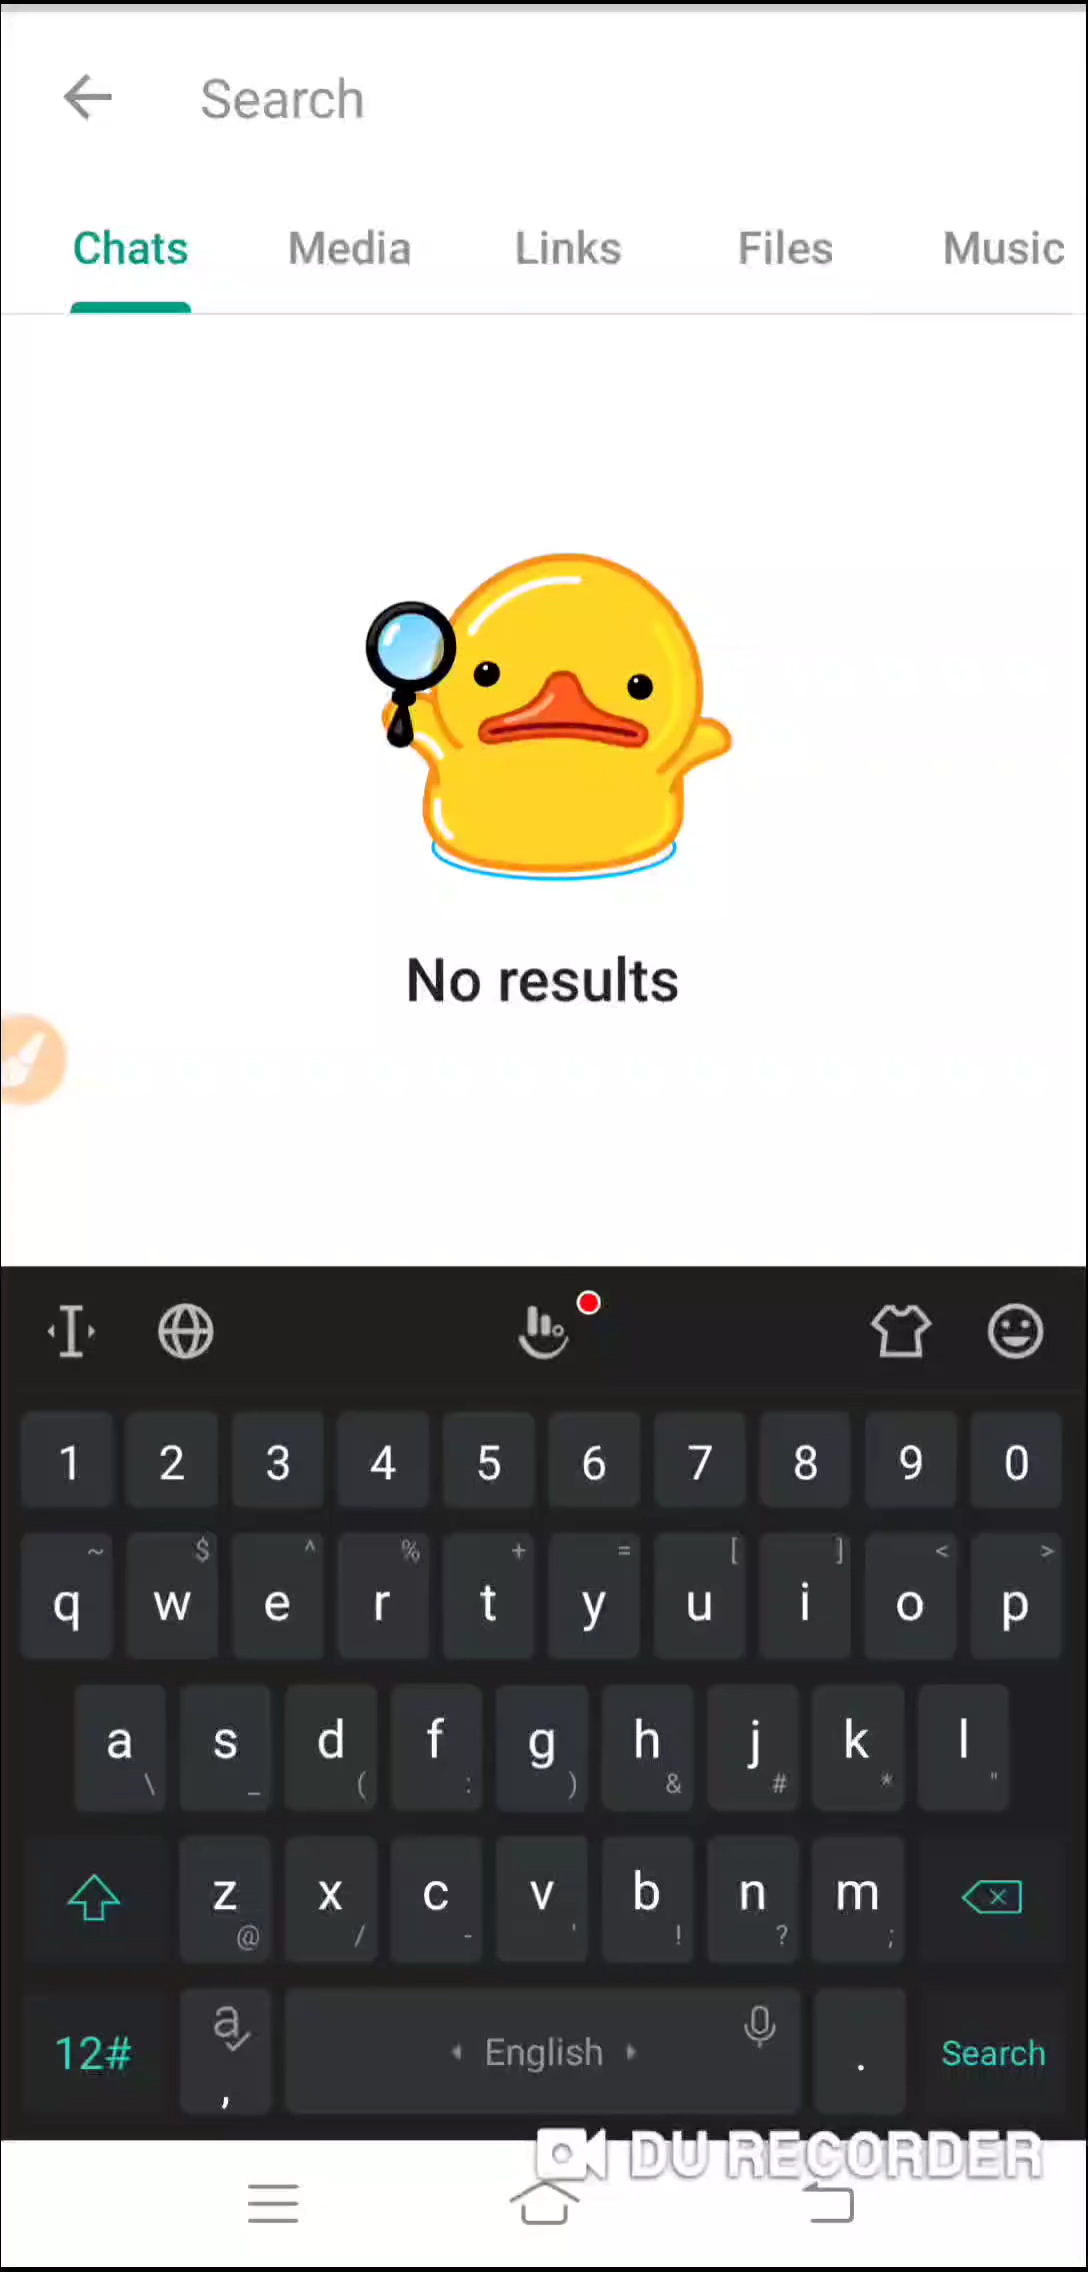 Search
Chats Media Links Files Music
No results
1 2 3 4 5 6 7 8 9 0
~ $ ^ % + = [ ] < >
q w e r t y u i o p
a s d f g h j k l
\ _ ( : ) & # * "
z x c v b n m
@ / - ' ! ? ;
12# a , English . Search
DU RECORDER